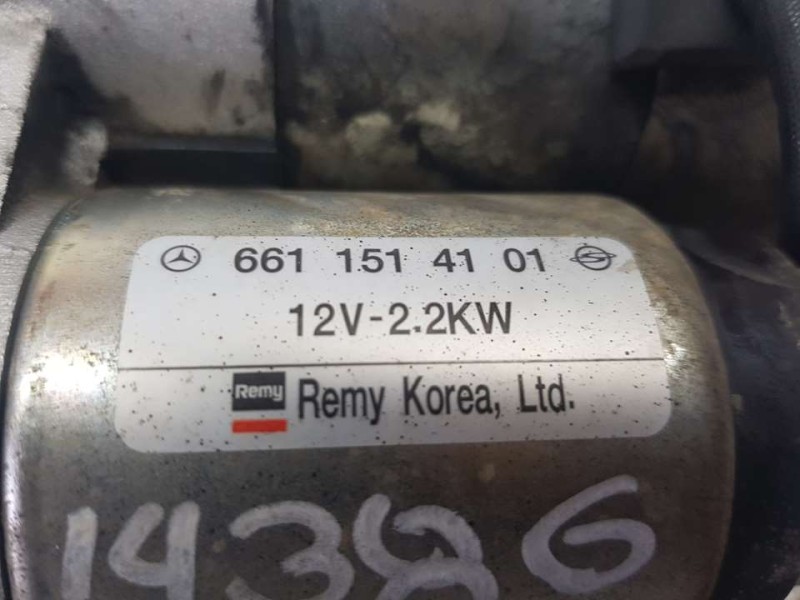 661 151 41 01
12V-2.2KW
Remy Remy Korea, Ltd.
14386